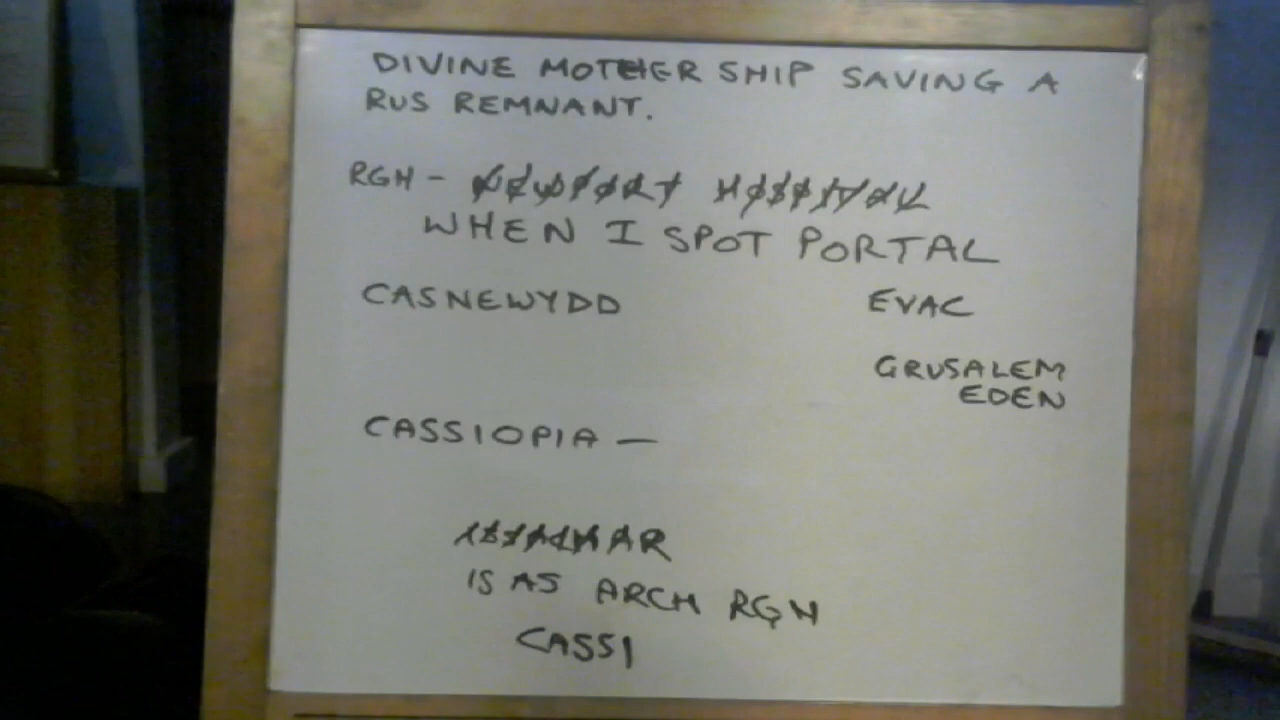 DIVINE MOTHER SHIP SAVING A
RUS REMNANT.
RGH -
WHEN I SPOT PORTAL
CASNEWYDD EVAC
GRUSALEM
EDEN
CASSIOPIA —
IS AS ARCH RGH
CASSI